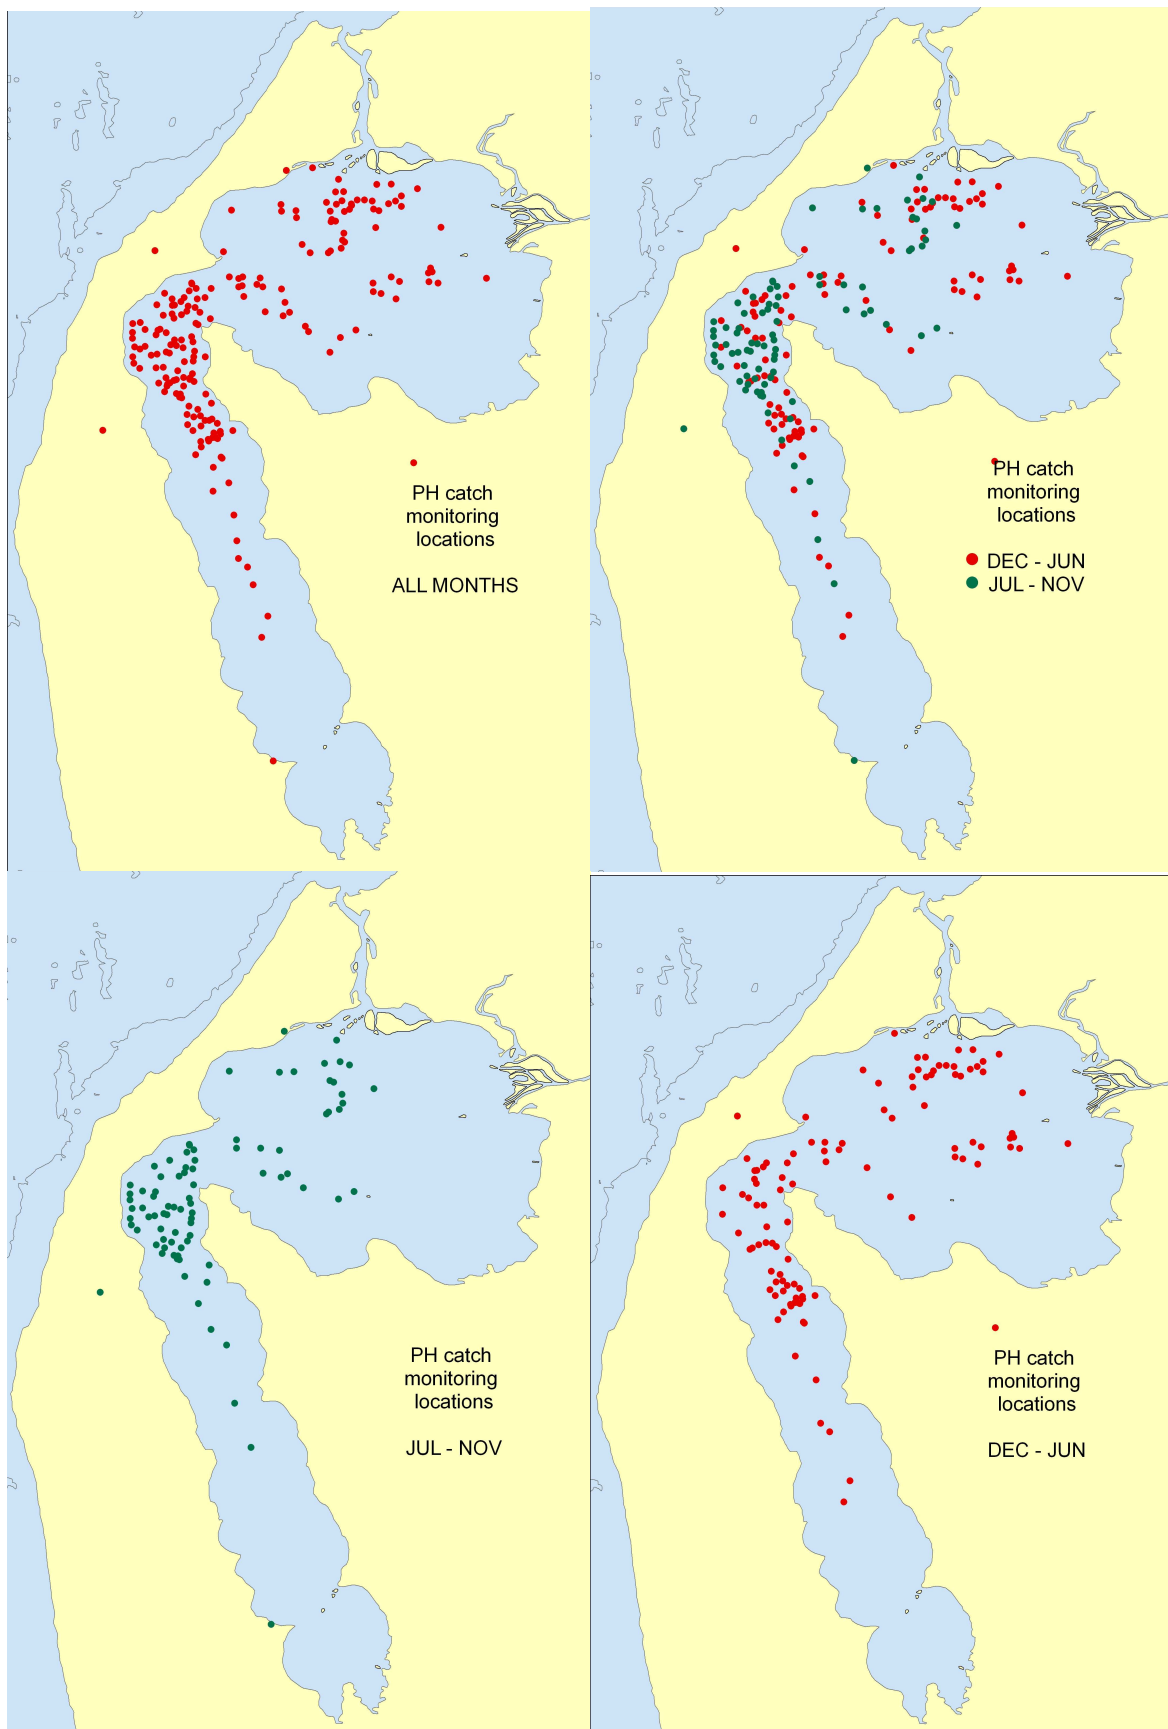 PH catch
monitoring
locations
ALL MONTHS
PH catch
monitoring
locations
DEC - JUN
JUL - NOV
PH catch
monitoring
locations
JUL - NOV
PH catch
monitoring
locations
DEC - JUN